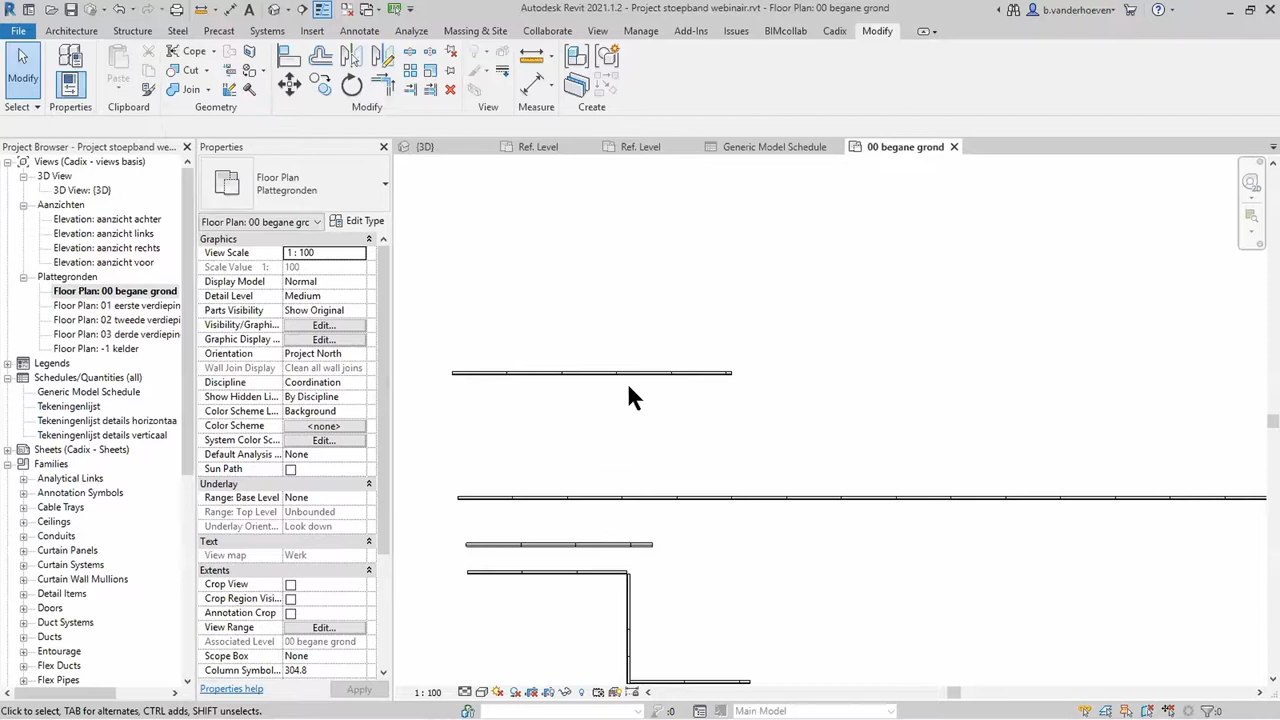 Autodesk Revit 2021.1.2 - Project stoepband webinair.rvt - Floor Plan: 00 begane grond
b.vanderhoeven
File Architecture Structure Steel Precast Systems Insert Annotate Analyze Massing & Site Collaborate View Manage Add-Ins Issues BIMcollab Cadix Modify
Modify Paste Cope
Cut
Join
Select Properties Clipboard Geometry Modify View Measure Create
Project Browser - Project stoepband we...
Views (Cadix - views basis)
3D View
3D View: {3D}
Aanzichten
Elevation: aanzicht achter
Elevation: aanzicht links
Elevation: aanzicht rechts
Elevation: aanzicht voor
Plattegronden
Floor Plan: 00 begane grond
Floor Plan: 01 eerste verdiepin
Floor Plan: 02 tweede verdiepi
Floor Plan: 03 derde verdiepin
Floor Plan: -1 kelder
Legends
Schedules/Quantities (all)
Generic Model Schedule
Tekeningenlijst
Tekeningenlijst details horizontaa
Tekeningenlijst details verticaal
Sheets (Cadix - Sheets)
Families
Analytical Links
Annotation Symbols
Cable Trays
Ceilings
Conduits
Curtain Panels
Curtain Systems
Curtain Wall Mullions
Detail Items
Doors
Duct Systems
Ducts
Entourage
Flex Ducts
Flex Pipes
Properties
Floor Plan
Plattegronden
Floor Plan: 00 begane grc Edit Type
Graphics
View Scale 1 : 100
Scale Value 1: 100
Display Model Normal
Detail Level Medium
Parts Visibility Show Original
Visibility/Graphi... Edit...
Graphic Display ... Edit...
Orientation Project North
Wall Join Display Clean all wall joins
Discipline Coordination
Show Hidden Li... By Discipline
Color Scheme L... Background
Color Scheme <none>
System Color Sc... Edit...
Default Analysis ... None
Sun Path
Underlay
Range: Base Level None
Range: Top Level Unbounded
Underlay Orient... Look down
Text
View map Werk
Extents
Crop View
Crop Region Visi...
Annotation Crop
View Range Edit...
Associated Level 00 begane grond
Scope Box None
Column Symbol... 304.8
Properties help Apply
{3D} Ref. Level Ref. Level Generic Model Schedule 00 begane grond
1 : 100
Click to select, TAB for alternates, CTRL adds, SHIFT unselects. :0 Main Model :0